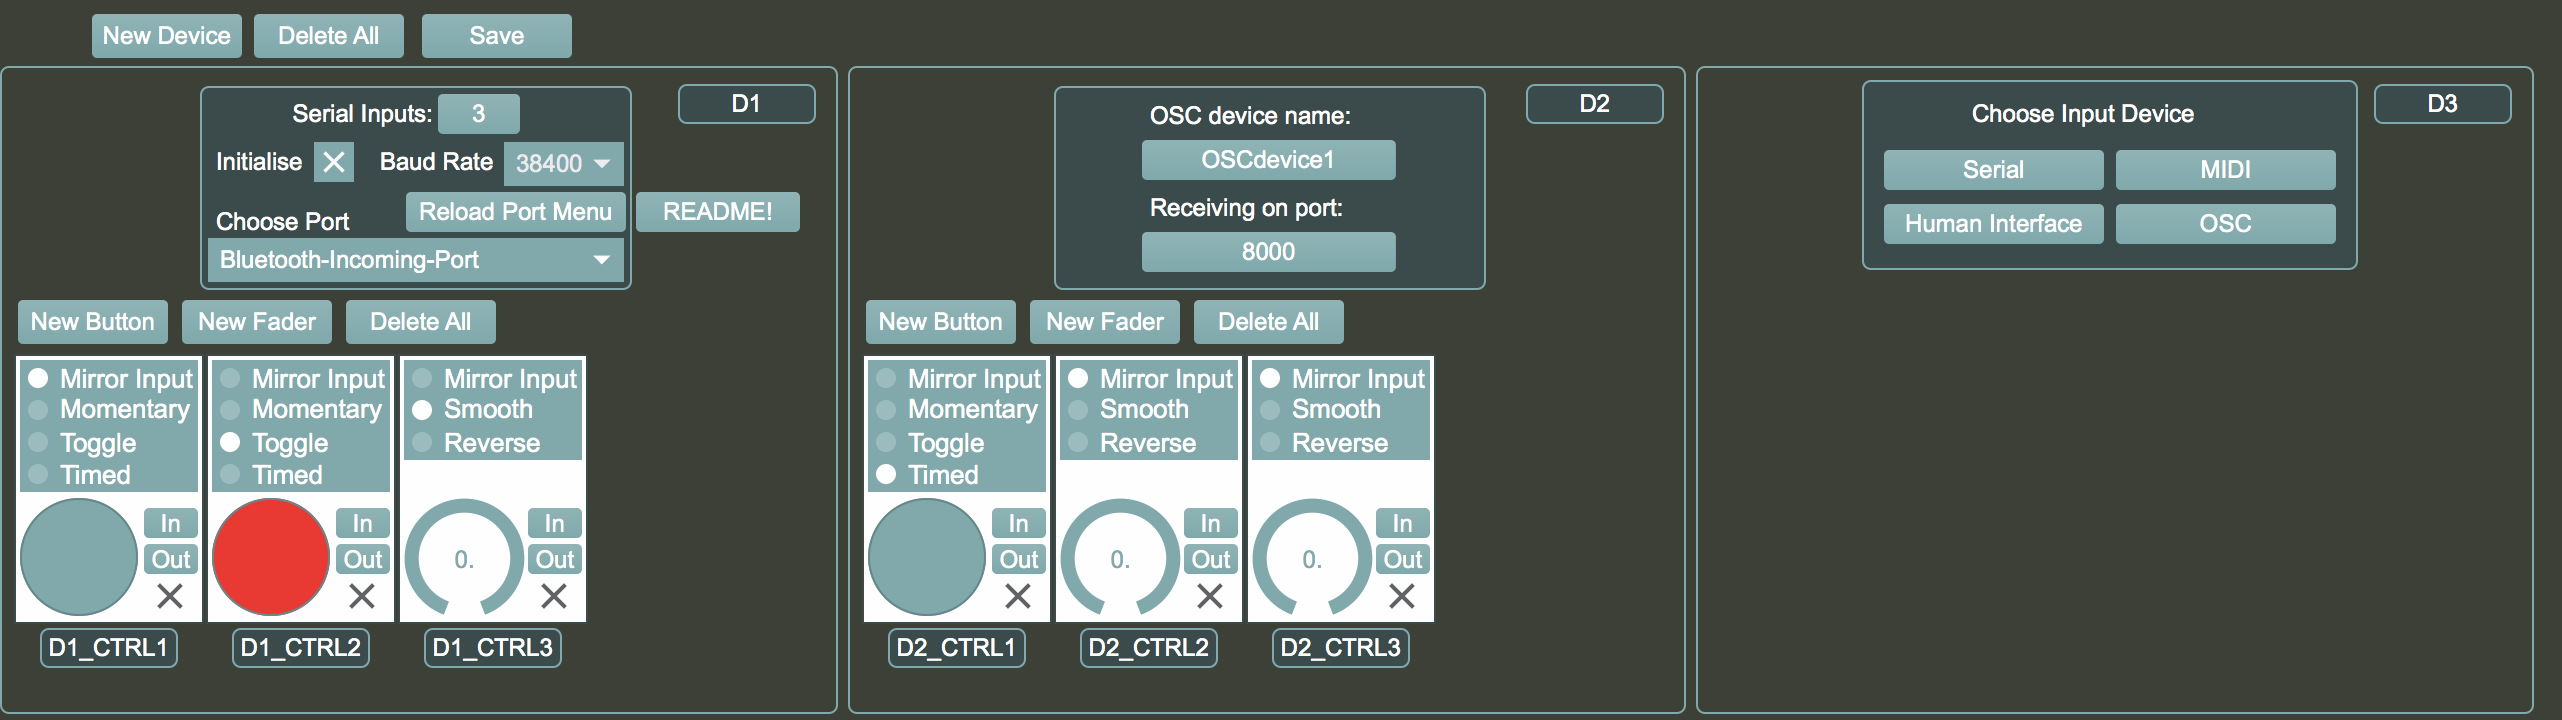 New Device
Delete All
Save
Serial Inputs: 3
D1
Initialise
Baud Rate 38400
Choose Port
Reload Port Menu
README!
Bluetooth-Incoming-Port
New Button
New Fader
Delete All
Mirror Input
Momentary
Toggle
Timed
In
Out
D1_CTRL1
Mirror Input
Momentary
Toggle
Timed
In
Out
D1_CTRL2
Mirror Input
Smooth
Reverse
0.
In
Out
D1_CTRL3
OSC device name:
OSCdevice1
Receiving on port:
8000
D2
New Button
New Fader
Delete All
Mirror Input
Momentary
Toggle
Timed
In
Out
D2_CTRL1
Mirror Input
Smooth
Reverse
0.
In
Out
D2_CTRL2
Mirror Input
Smooth
Reverse
0.
In
Out
D2_CTRL3
Choose Input Device
D3
Serial
MIDI
Human Interface
OSC